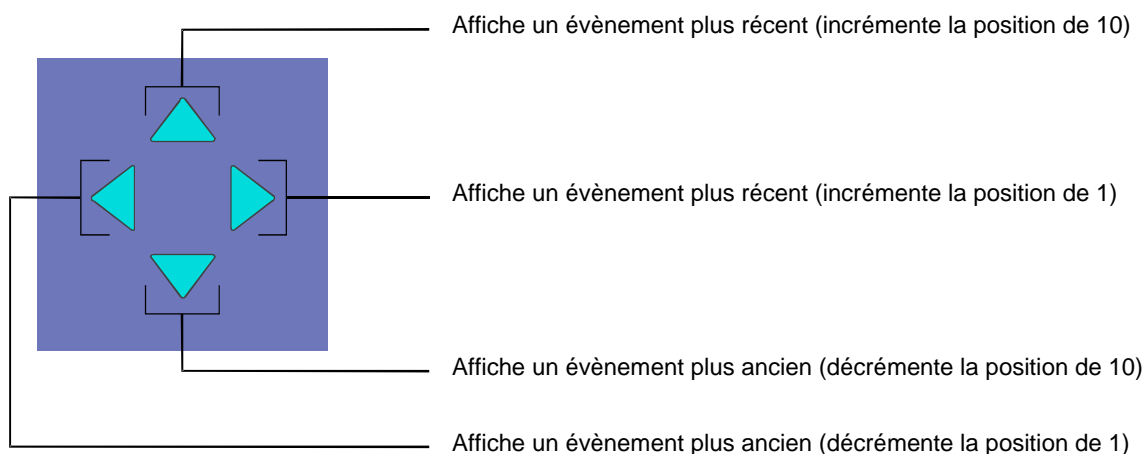 Affiche un évènement plus récent (incrémente la position de 10)
Affiche un évènement plus récent (incrémente la position de 1)
Affiche un évènement plus ancien (décrémente la position de 10)
Affiche un évènement plus ancien (décrémente la position de 1)